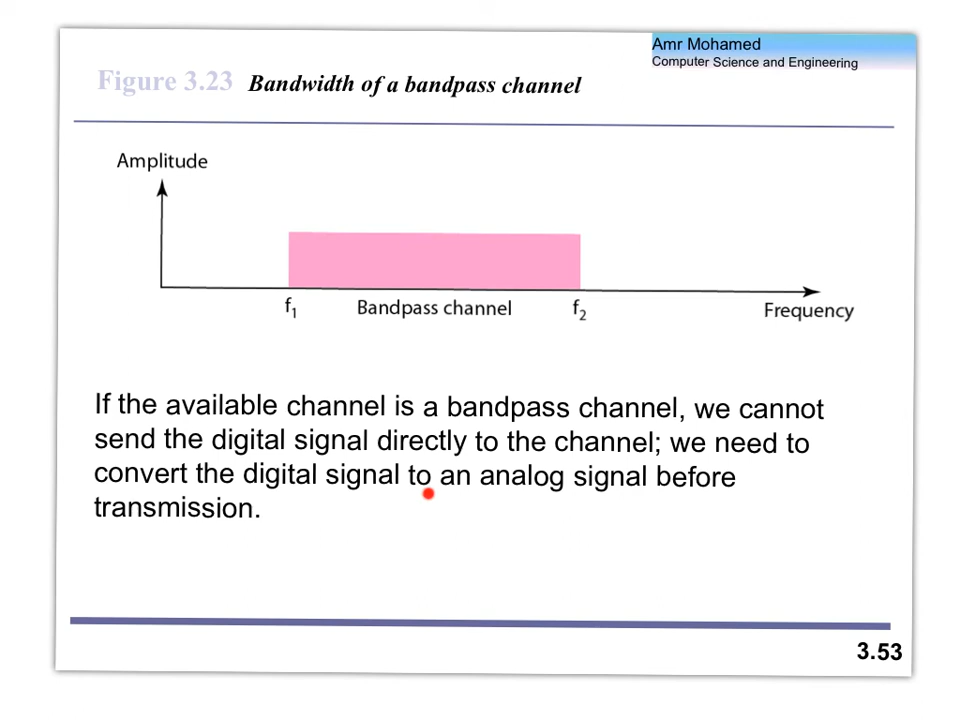 Amr Mohamed
Computer Science and Engineering
Figure 3.23 Bandwidth of a bandpass channel
Amplitude
f1 Bandpass channel f2 Frequency
If the available channel is a bandpass channel, we cannot
send the digital signal directly to the channel; we need to
convert the digital signal to an analog signal before
transmission.
3.53